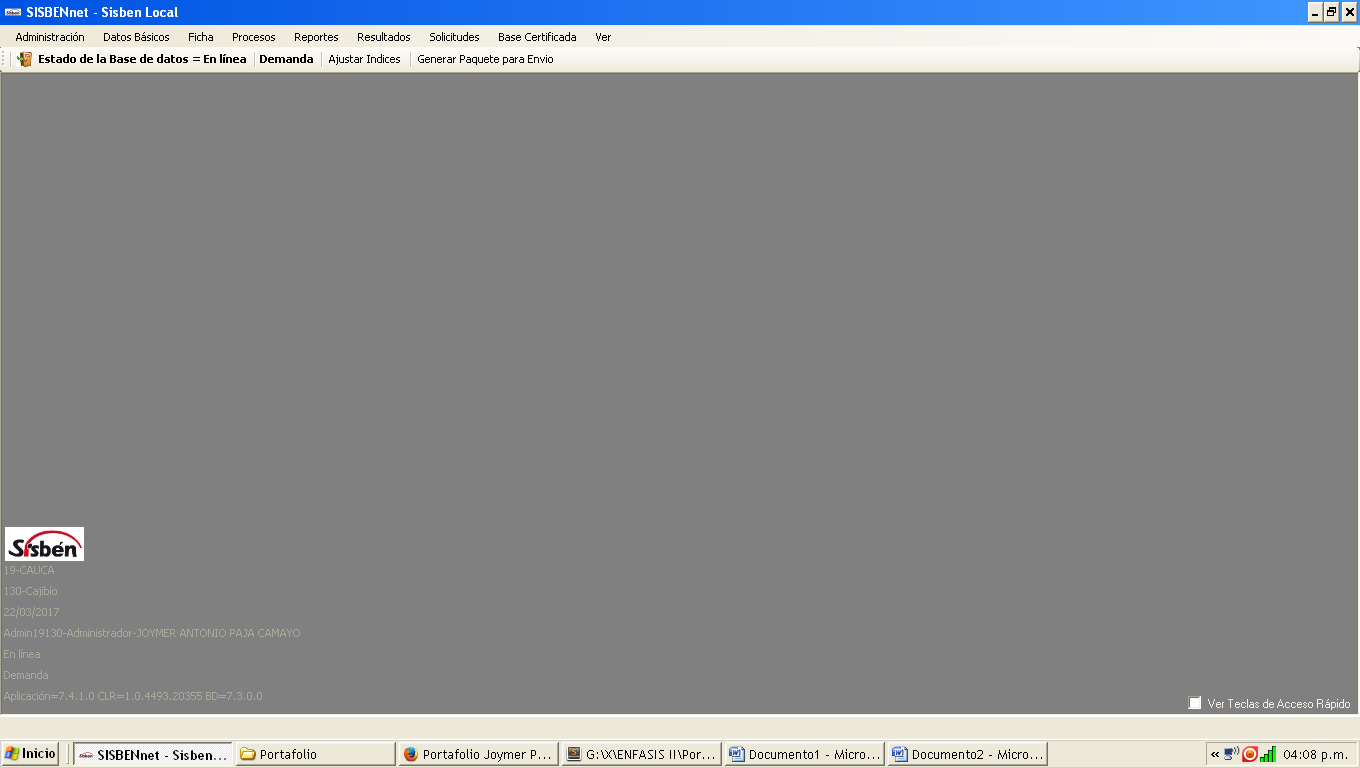 SISBENnet - Sisben Local
Administración Datos Básicos Ficha Procesos Reportes Resultados Solicitudes Base Certificada Ver
Estado de la Base de datos = En línea Demanda Ajustar Indices Generar Paquete para Envio
Sisbén
19-CAUCA
130-Cajibío
22/03/2017
Admin19130-Administrador-JOYMER ANTONIO PAJA CAMAYO
En línea
Demanda
Aplicación=7.4.1.0 CLR=1.0.4493.20355 BD=7.3.0.0
Ver Teclas de Acceso Rápido
Inicio SISBENnet - Sisben... Portafolio Portafolio Joymer P... G:\X\ENFASIS II\Por... Documento1 - Micro... Documento2 - Micro... « 04:08 p.m.